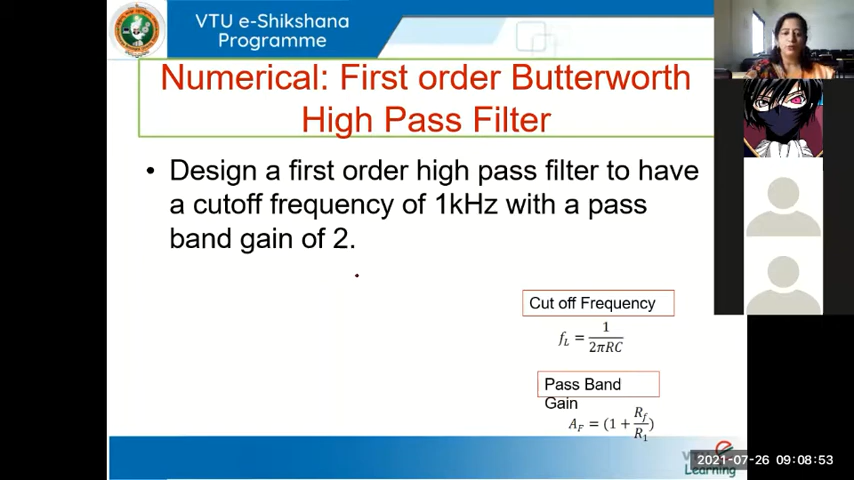 VTU e-Shikshana
Programme
Numerical: First order Butterworth
High Pass Filter
• Design a first order high pass filter to have
a cutoff frequency of 1kHz with a pass
band gain of 2.
Cut off Frequency
f_L = 1/(2πRC)
Pass Band
Gain
A_F = (1 + R_f/R_1)
2021-07-26 09:08:53
Learning